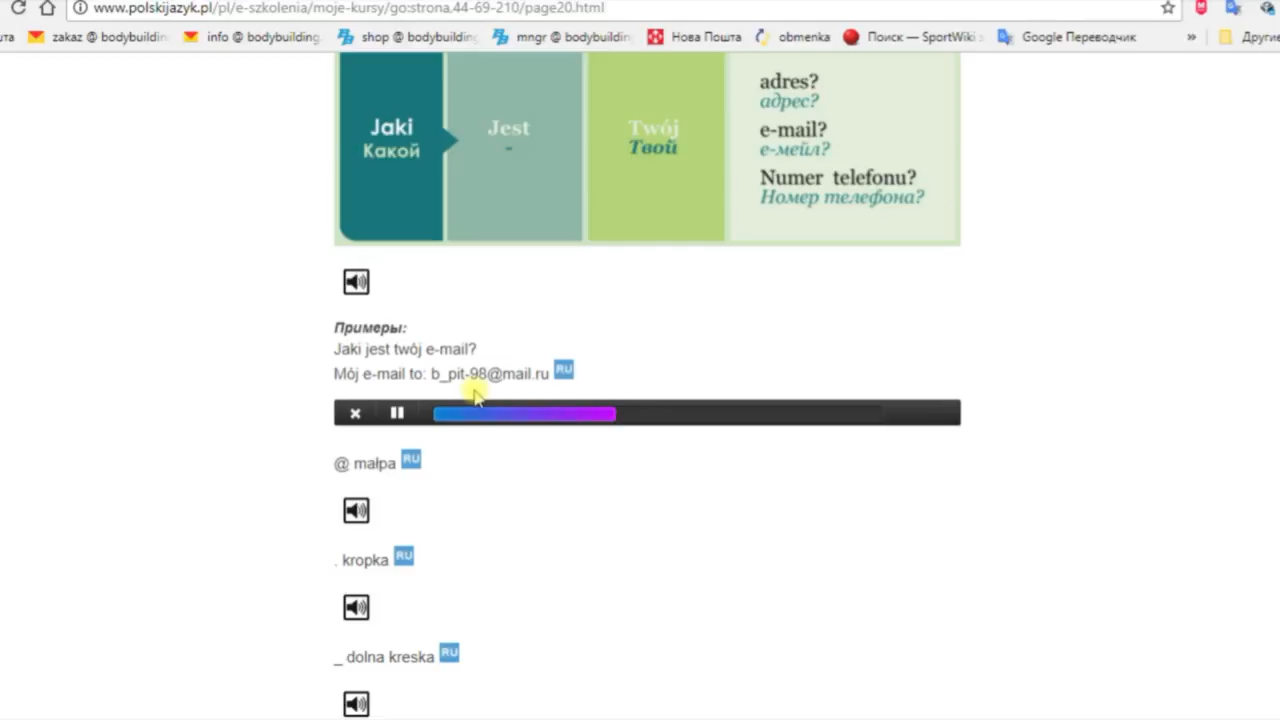 www.polskijazyk.pl/pl/e-szkolenia/moje-kursy/go:strona,44-69-210/page20.html
zakaz @ bodybuildin info @ bodybuilding. shop @ bodybuilding mngr @ bodybuildin Нова Пошта obmenka Поиск — SportWiki Google Переводчик » Другие
Jaki
Какой
Jest
-
Twój
Твой
adres?
адрес?
e-mail?
е-мейл?
Numer telefonu?
Номер телефона?
Примеры:
Jaki jest twój e-mail?
Mój e-mail to: b_pit-98@mail.ru RU
@ małpa RU
. kropka RU
_ dolna kreska RU